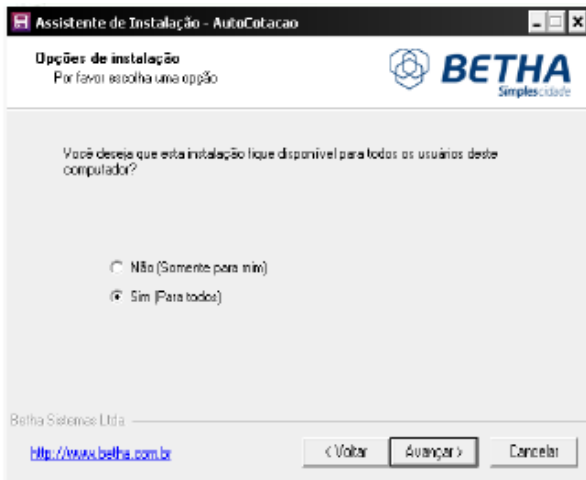 Assistente de Instalação - AutoCotacao
Opções de instalação
Por favor escolha uma opção
BETHA
Simplescidade
Você deseja que esta instalação fique disponível para todos os usuários deste
computador?
Não (Somente para mim)
Sim (Para todos)
Betha Sistemas Ltda
http://www.betha.com.br
< Voltar
Avançar >
Cancelar